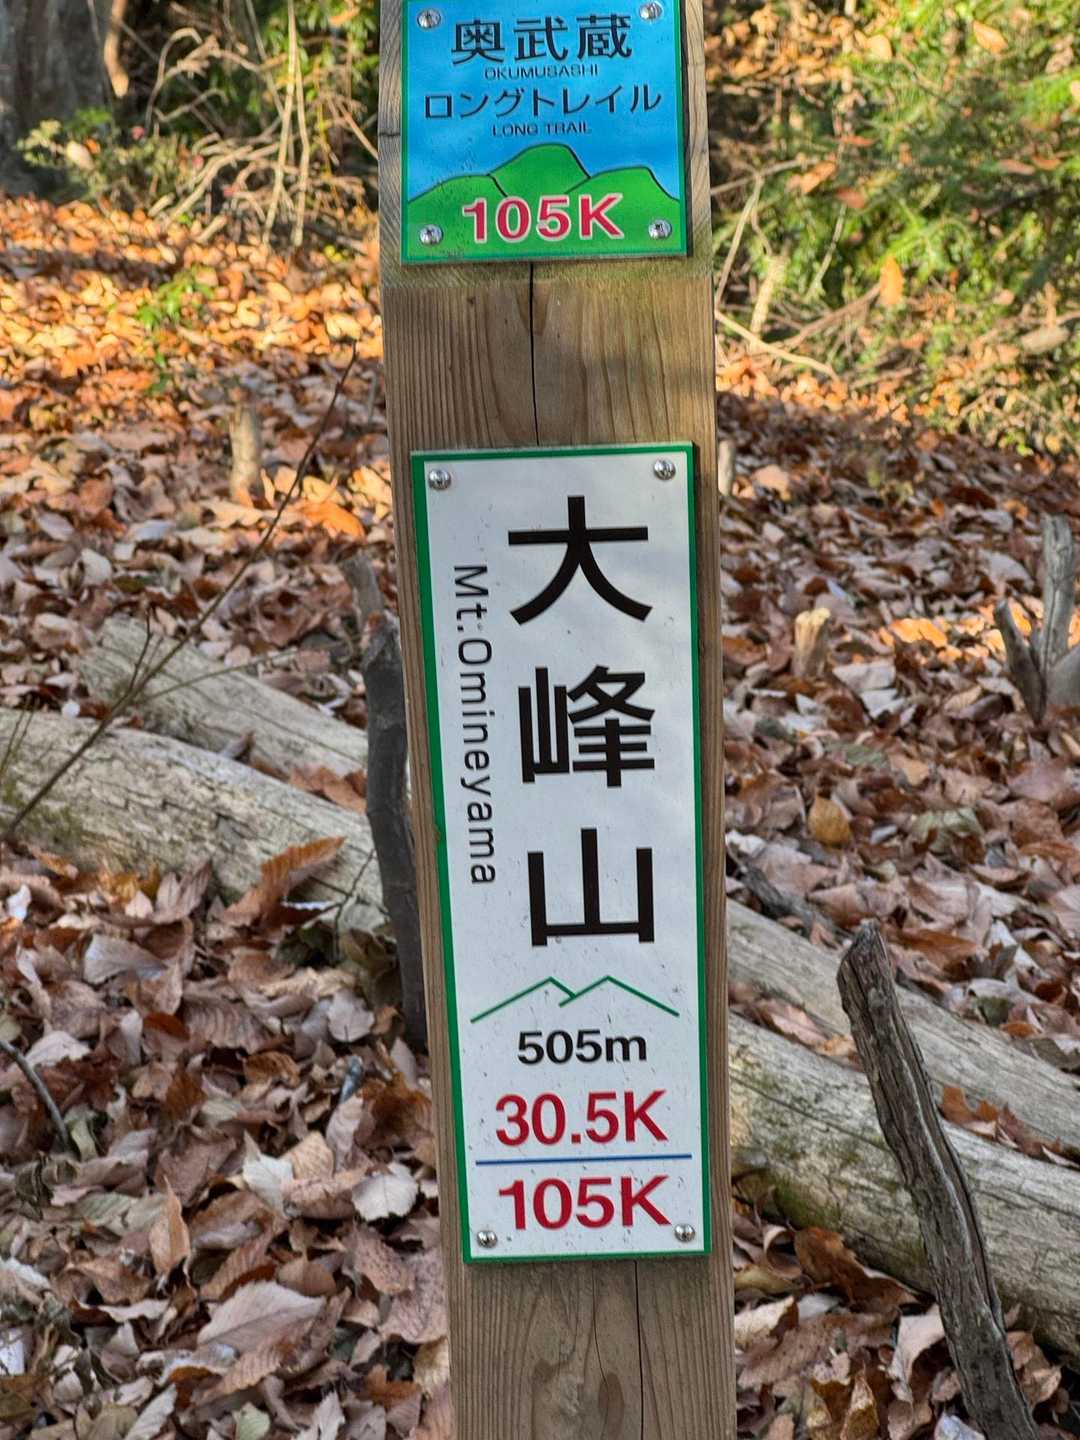 奥武蔵
OKUMUSASHI
ロングトレイル
LONG TRAIL
105K
大峰山
Mt.Omineyama
505m
30.5K
105K